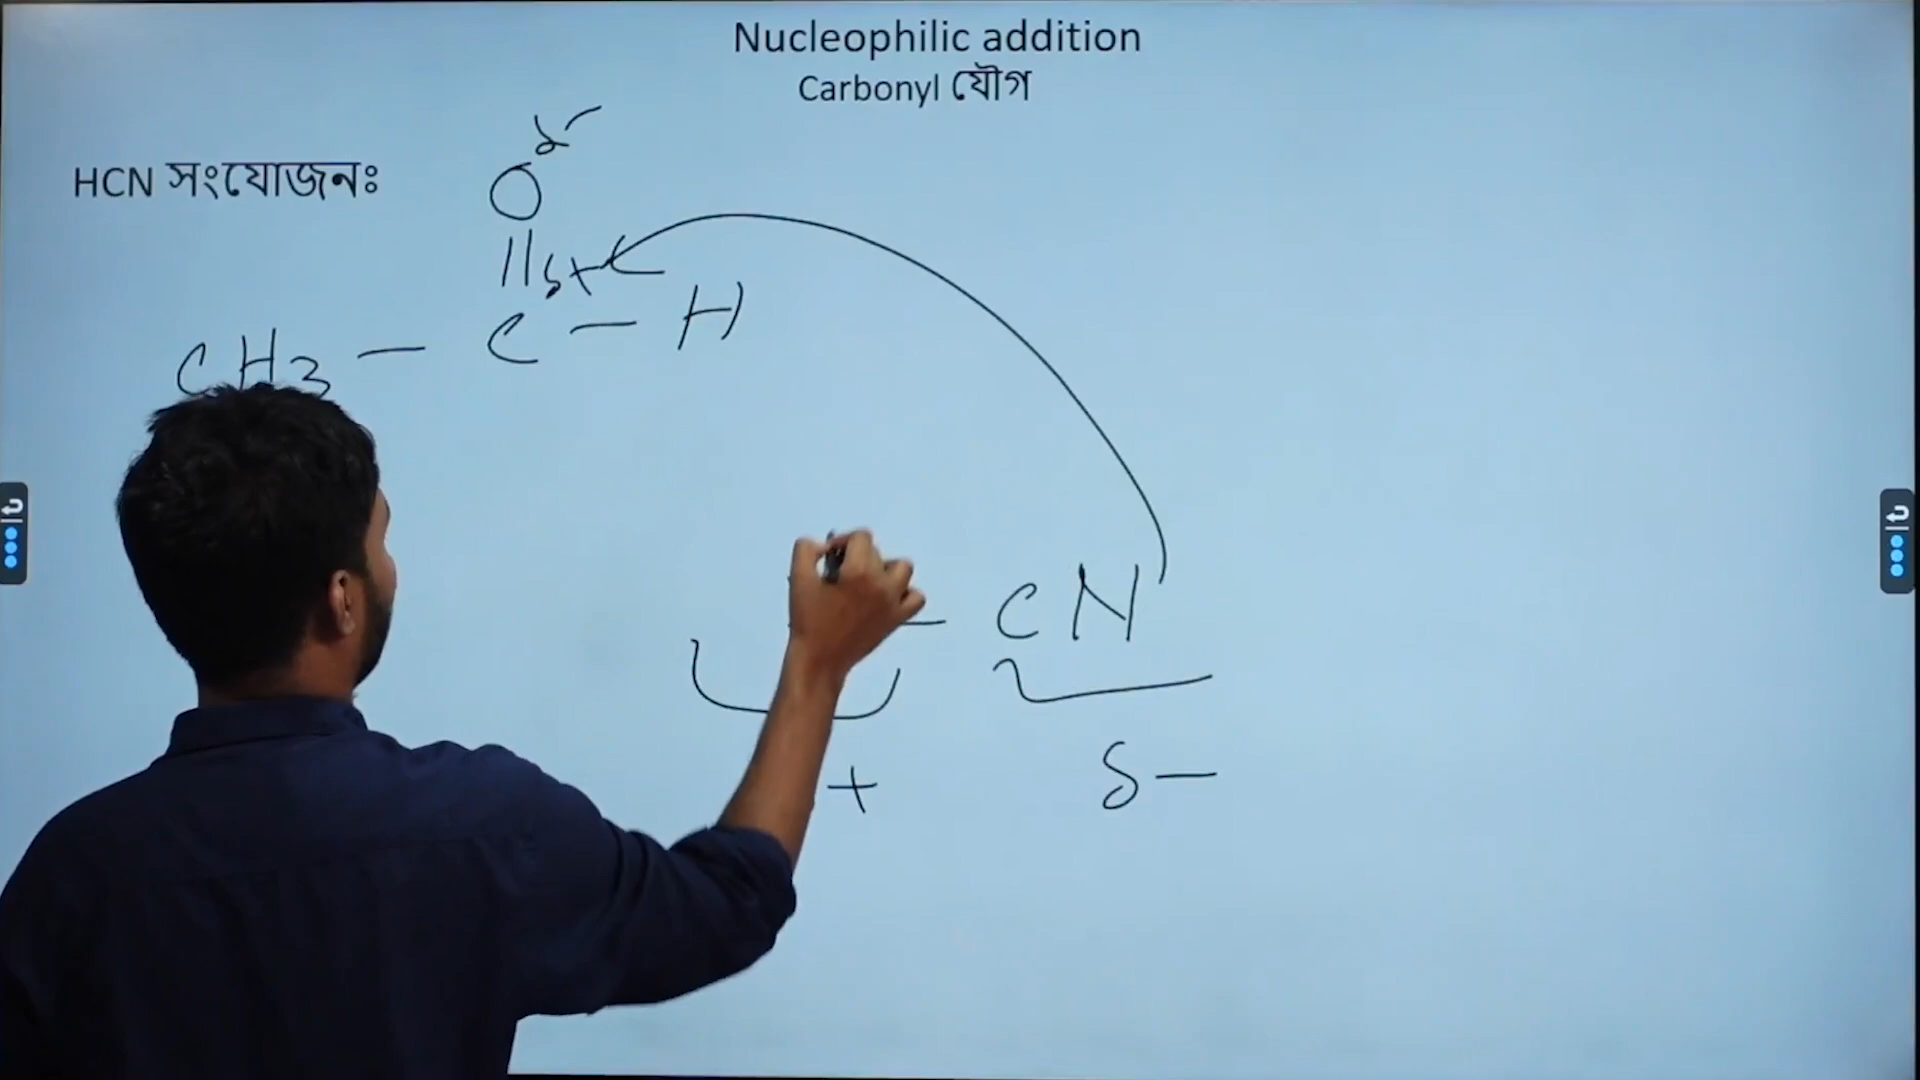 Nucleophilic addition
Carbonyl যৌগ
HCN সংযোজনঃ
δ-
O
|| δ+
CH3 - C - H
- CN
+ δ-